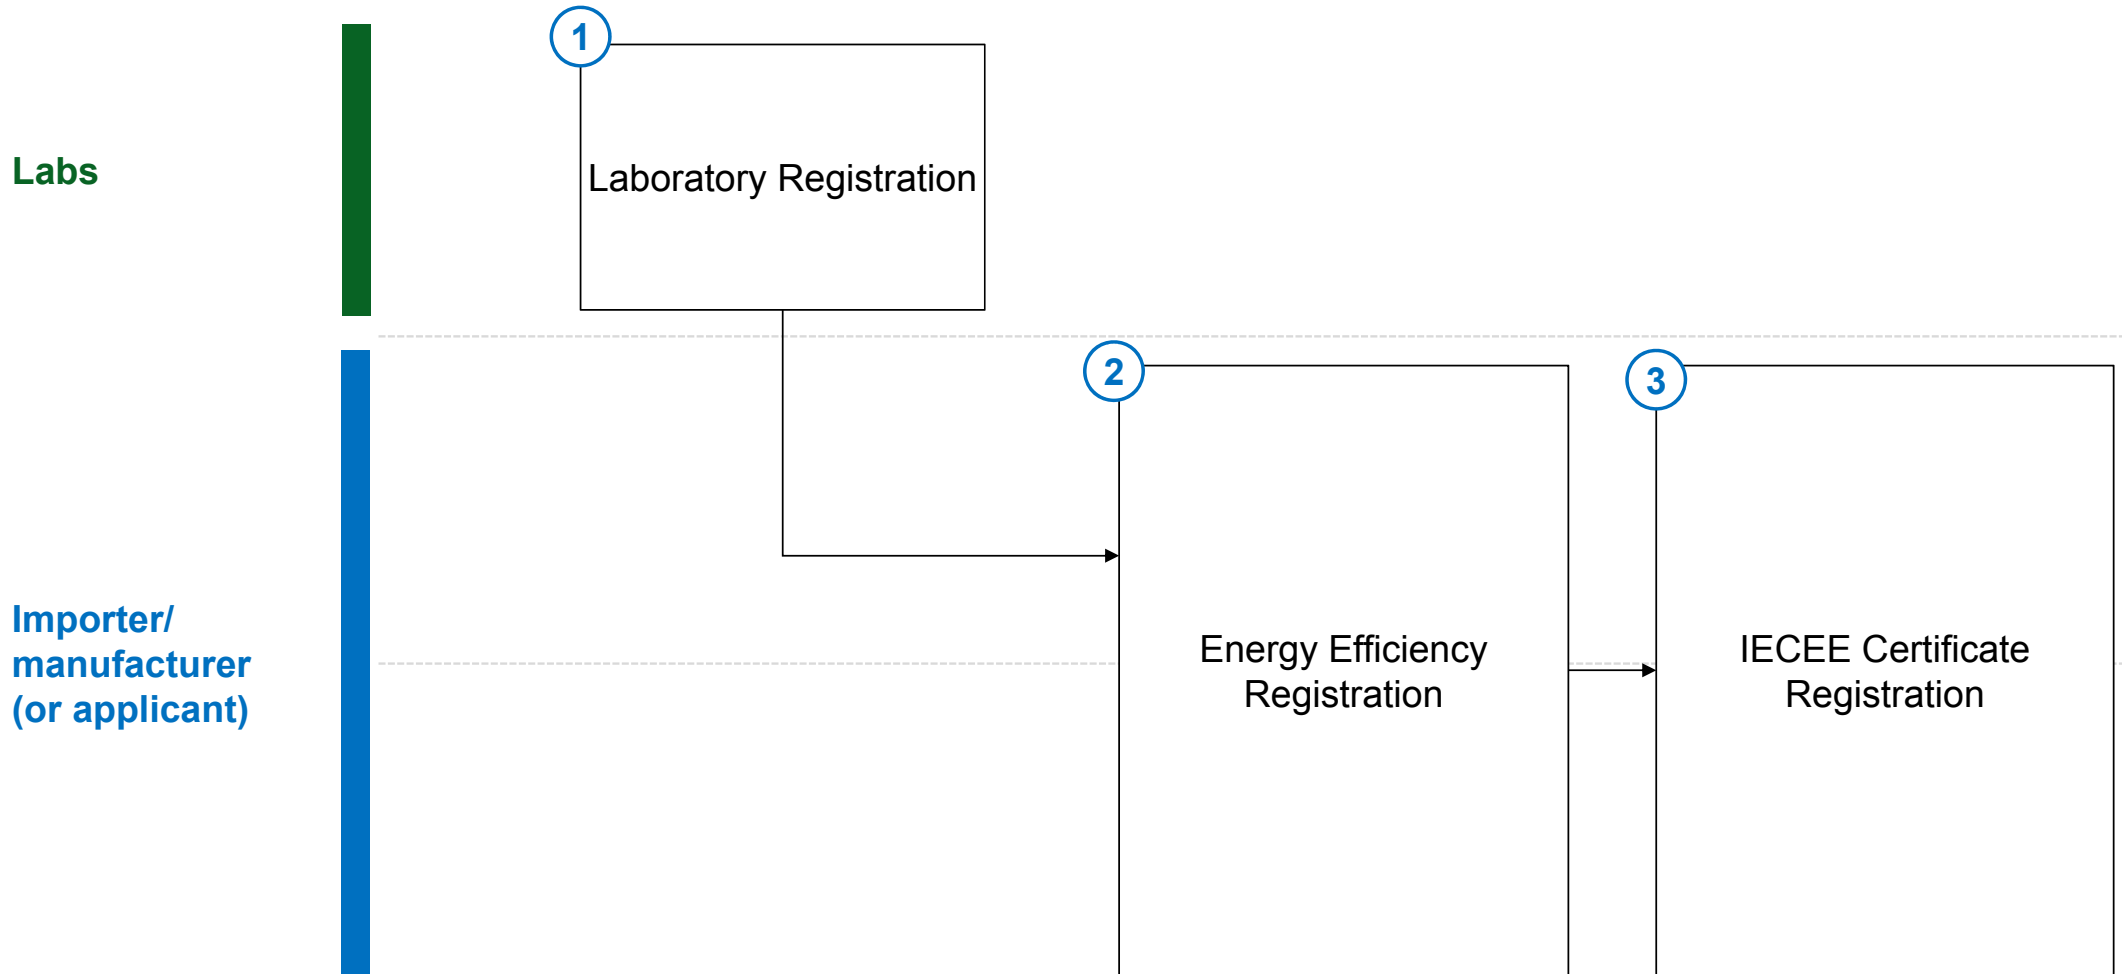 1
Labs
Laboratory Registration
2
3
Importer/
manufacturer
(or applicant)
Energy Efficiency
Registration
IECEE Certificate
Registration